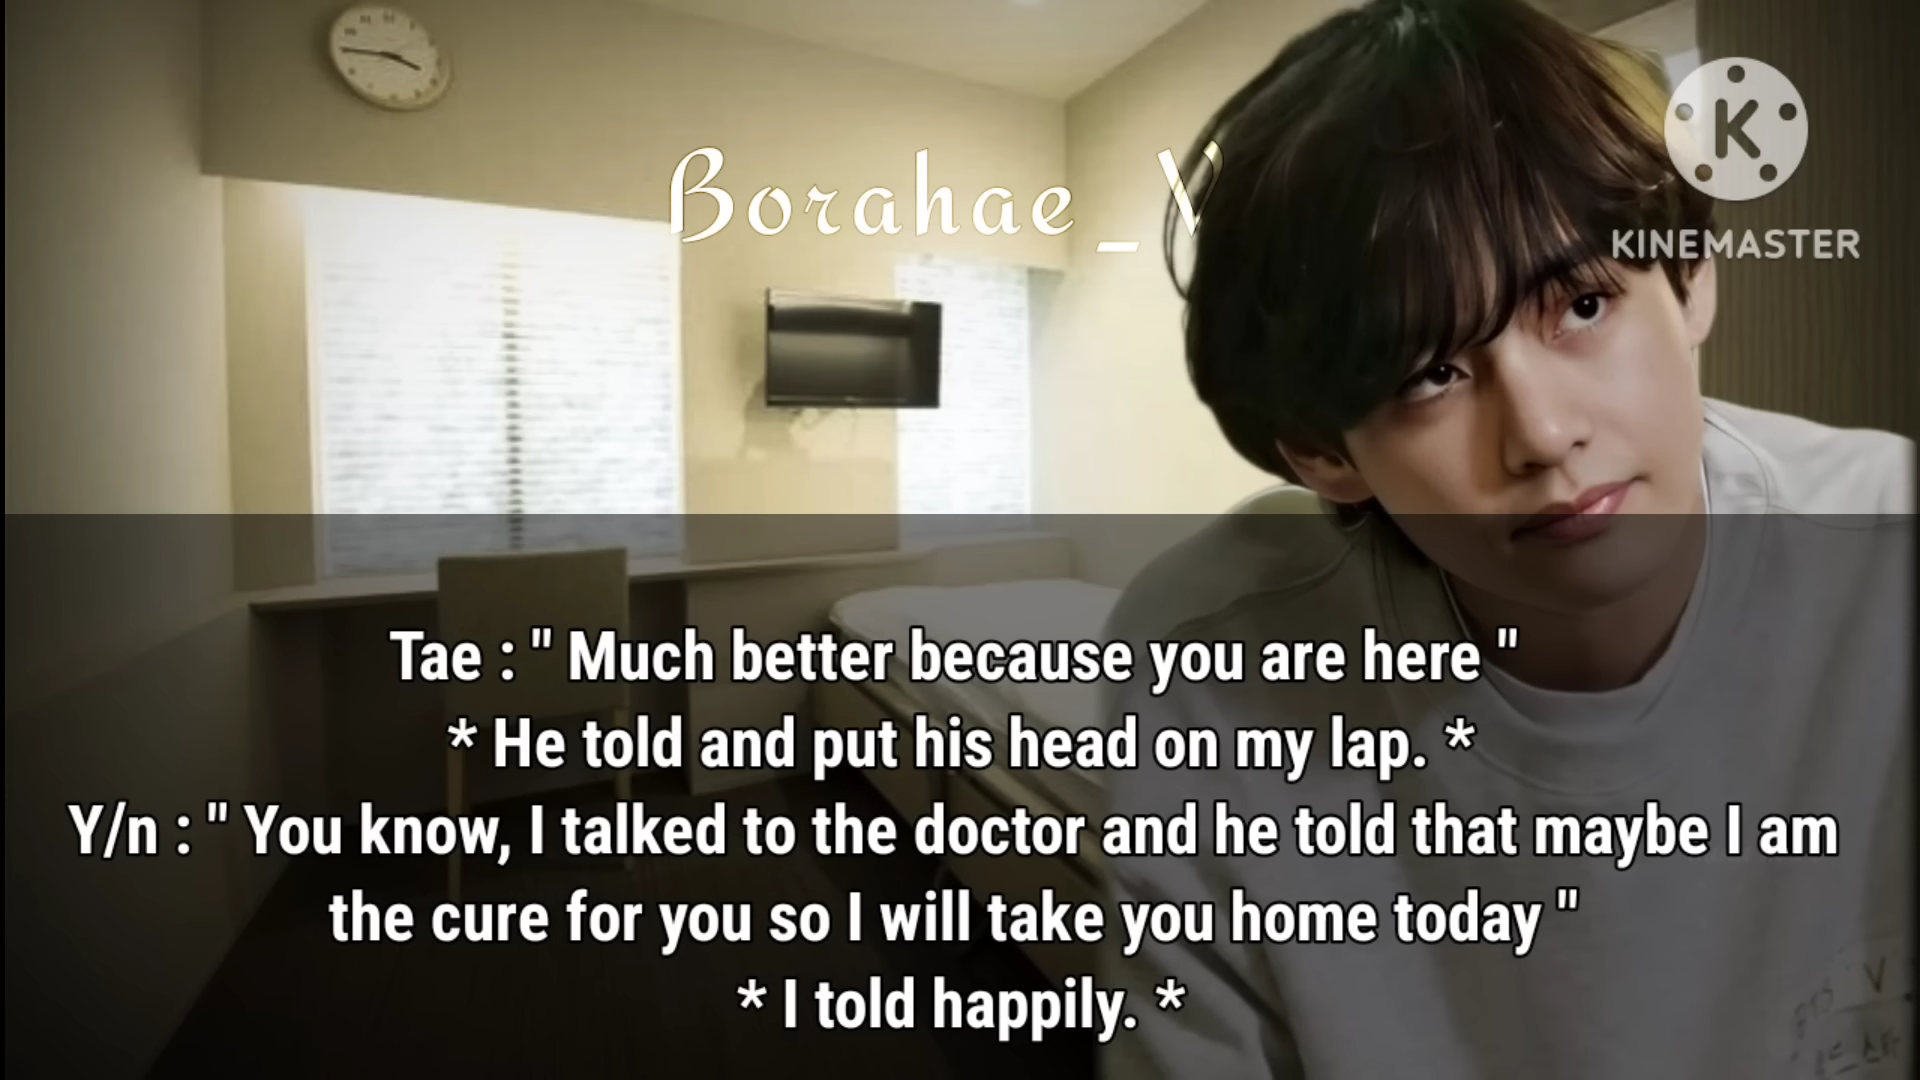 Borahae _ V
K
KINEMASTER
Tae : " Much better because you are here "
* He told and put his head on my lap. *
Y/n : " You know, I talked to the doctor and he told that maybe I am
the cure for you so I will take you home today "
* I told happily. *
V